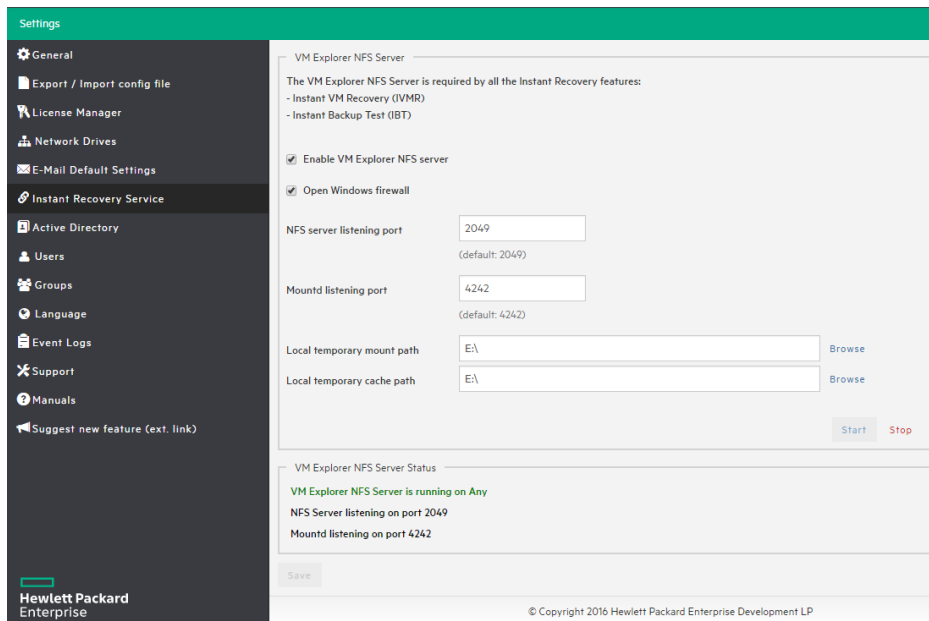 Settings
General
Export / Import config file
License Manager
Network Drives
E-Mail Default Settings
Instant Recovery Service
Active Directory
Users
Groups
Language
Event Logs
Support
Manuals
Suggest new feature (ext. link)
Hewlett Packard
Enterprise
VM Explorer NFS Server
The VM Explorer NFS Server is required by all the Instant Recovery features:
- Instant VM Recovery (IVMR)
- Instant Backup Test (IBT)
Enable VM Explorer NFS server
Open Windows firewall
NFS server listening port 2049
(default: 2049)
Mountd listening port 4242
(default: 4242)
Local temporary mount path E:\ Browse
Local temporary cache path E:\ Browse
Start Stop
VM Explorer NFS Server Status
VM Explorer NFS Server is running on Any
NFS Server listening on port 2049
Mountd listening on port 4242
Save
© Copyright 2016 Hewlett Packard Enterprise Development LP